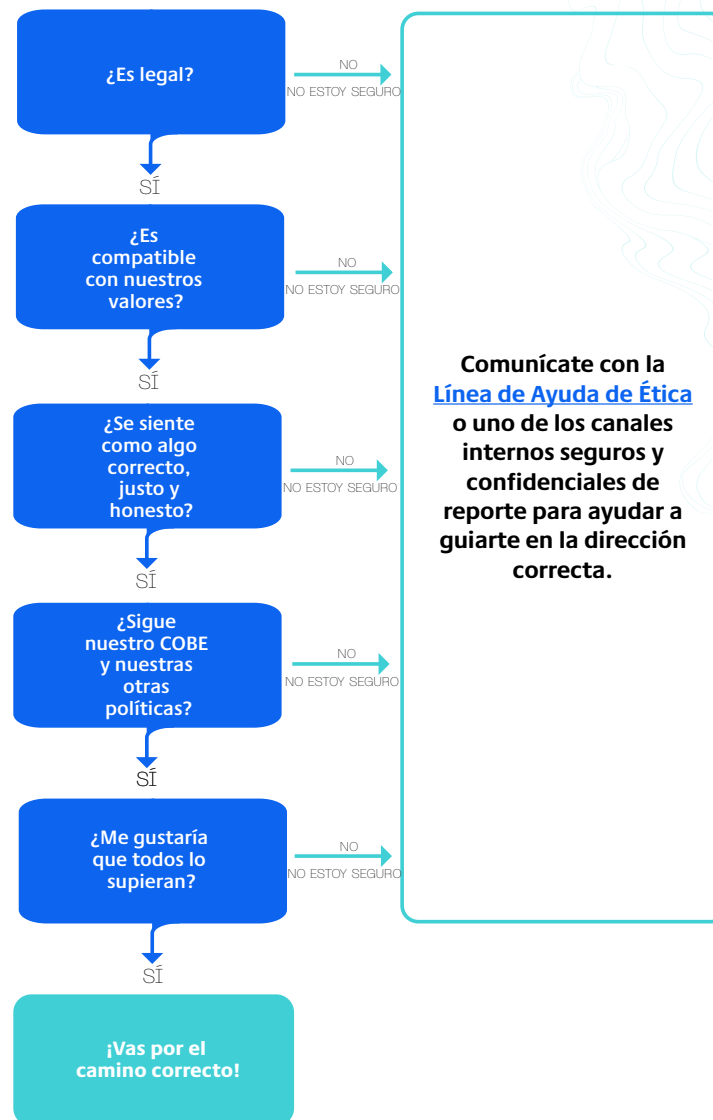 ¿Es legal?
NO
NO ESTOY SEGURO
SÍ
¿Es
compatible
con nuestros
valores?
NO
NO ESTOY SEGURO
SÍ
¿Se siente
como algo
correcto,
justo y
honesto?
NO
NO ESTOY SEGURO
SÍ
¿Sigue
nuestro COBE
y nuestras
otras
políticas?
NO
NO ESTOY SEGURO
SÍ
¿Me gustaría
que todos lo
supieran?
NO
NO ESTOY SEGURO
SÍ
¡Vas por el
camino correcto!
Comunícate con la
Línea de Ayuda de Ética
o uno de los canales
internos seguros y
confidenciales de
reporte para ayudar a
guiarte en la dirección
correcta.